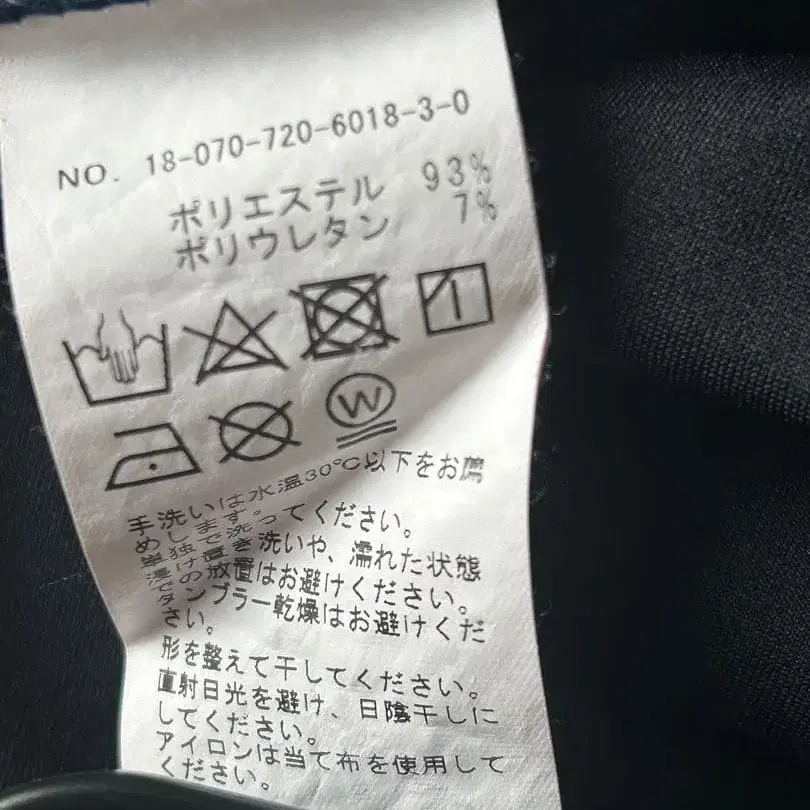 NO. 18-070-720-6018-3-0
ポリエステル 93%
ポリウレタン 7%
W
手洗いは水温30℃以下をお薦
めします。
単独で洗ってください。
浸け置き洗いや、濡れた状態
での放置はお避けください。
タンブラー乾燥はお避けくだ
さい。
形を整えて干してください。
直射日光を避け、日陰干しに
してください。
アイロンは当て布を使用して
ください。